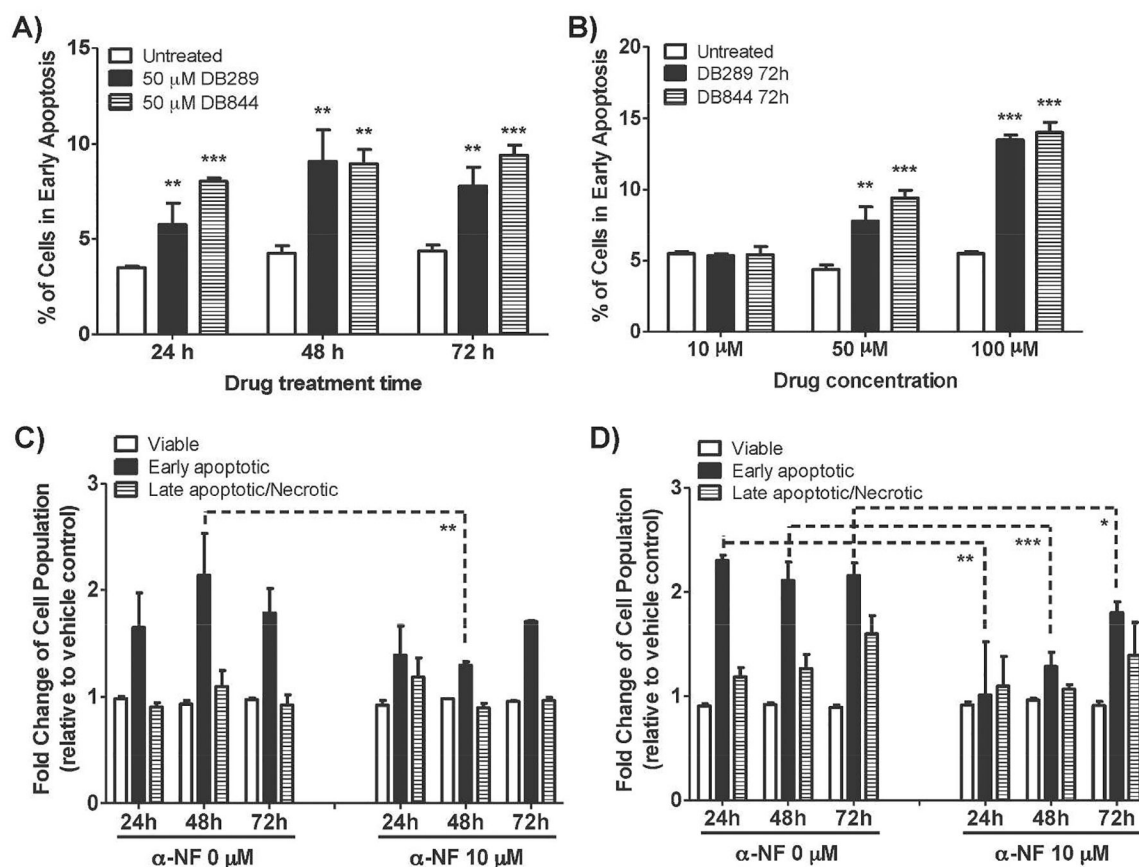 A)
% of Cells in Early Apoptosis
15
10
5
0
Untreated
50 µM DB289
50 µM DB844
** ***
** **
** ***
24 h 48 h 72 h
Drug treatment time
B)
% of Cells in Early Apoptosis
20
15
10
5
0
Untreated
DB289 72h
DB844 72h
** ***
*** ***
10 µM 50 µM 100 µM
Drug concentration
C)
Viable
Early apoptotic
Late apoptotic/Necrotic
Fold Change of Cell Population
(relative to vehicle control)
3
2
1
0
**
24h 48h 72h 24h 48h 72h
α-NF 0 µM α-NF 10 µM
D)
Viable
Early apoptotic
Late apoptotic/Necrotic
Fold Change of Cell Population
(relative to vehicle control)
3
2
1
0
** *** *
24h 48h 72h 24h 48h 72h
α-NF 0 µM α-NF 10 µM